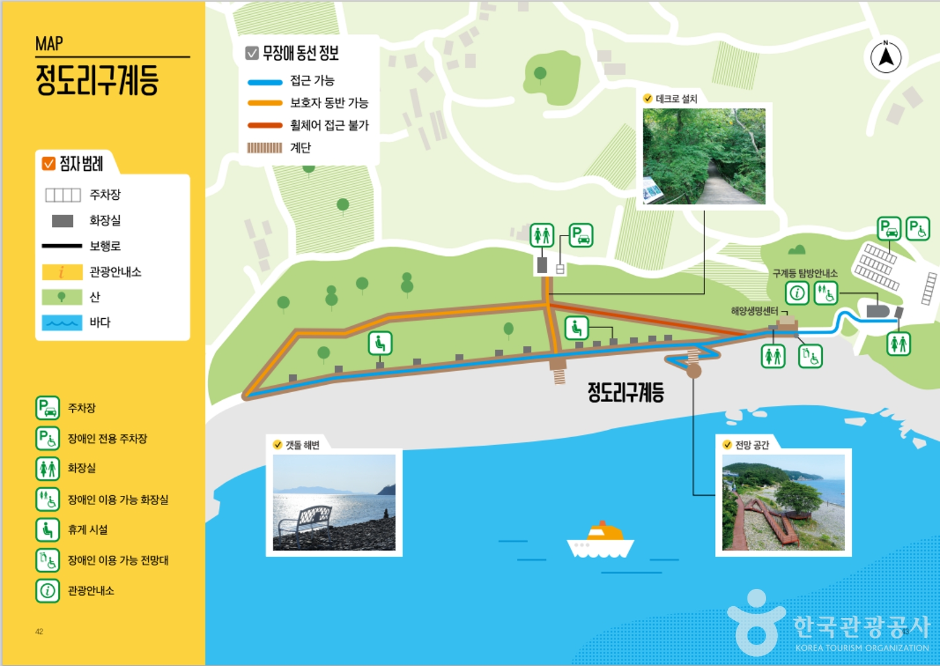 MAP
정도리구계등
점자 범례
주차장
화장실
보행로
관광안내소
산
바다
주차장
장애인 전용 주차장
화장실
장애인 이용 가능 화장실
휴게 시설
장애인 이용 가능 전망대
관광안내소
42
무장애 동선 정보
접근 가능
보호자 동반 가능
휠체어 접근 불가
계단
N
데크로 설치
구계등 탐방안내소
해양생명센터
정도리구계등
갯돌 해변
전망 공간
한국관광공사
KOREA TOURISM ORGANIZATION